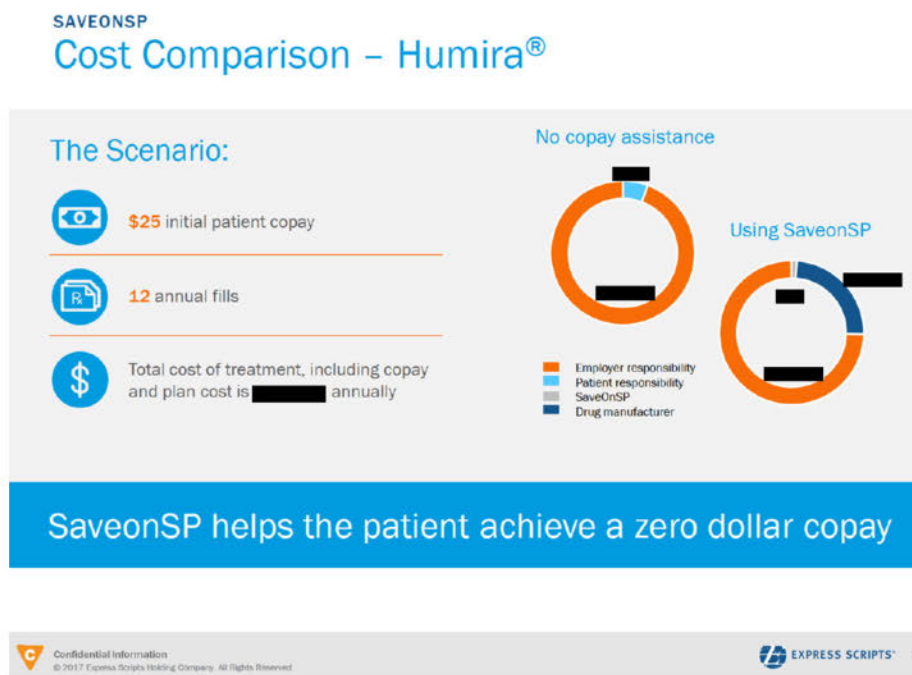 SAVEONSP
Cost Comparison – Humira®
The Scenario:
$25 initial patient copay
12 annual fills
Rx
Total cost of treatment, including copay
and plan cost is annually
$
No copay assistance
Using SaveonSP
Employer responsibility
Patient responsibility
SaveOnSP
Drug manufacturer
SaveonSP helps the patient achieve a zero dollar copay
C
Confidential Information
© 2017 Express Scripts Holding Company. All Rights Reserved
EXPRESS SCRIPTS®